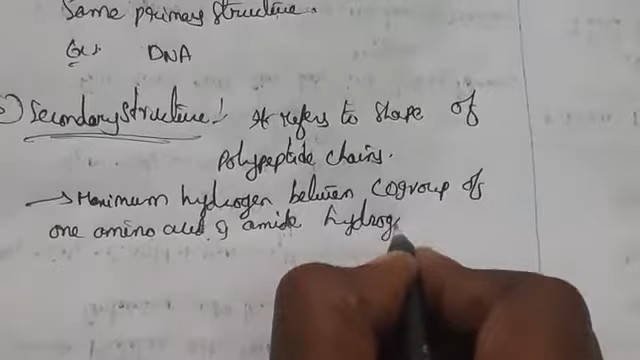 Same primary structure.
Ex:   DNA
Secondary structure: It refers to shape of
polypeptide chains.
→ Maximum hydrogen between CO group of
one amino acid & amide hydrog